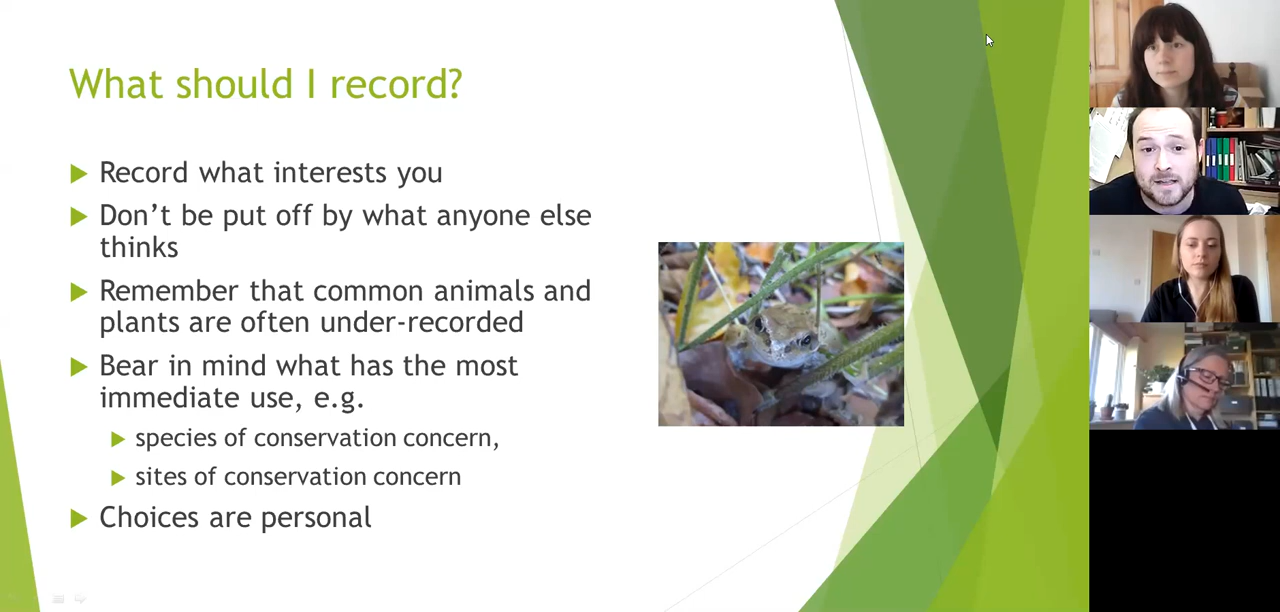 What should I record?
Record what interests you
Don’t be put off by what anyone else
thinks
Remember that common animals and
plants are often under-recorded
Bear in mind what has the most
immediate use, e.g.
species of conservation concern,
sites of conservation concern
Choices are personal